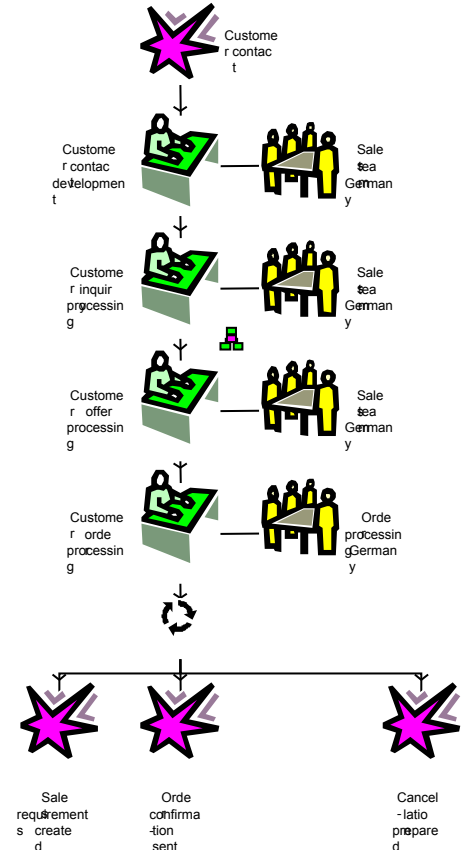 Custome
r contac
t
Custome
r contac
t developmen
t
Sale
s tea
m German
y
Custome
r inquir
y processin
g
Sale
s tea
m German
y
Custome
r offer
processin
g
Sale
s tea
m German
y
Custome
r orde
r processin
g
Orde
r processin
g German
y
Sale
s requirement
s create
d
Orde
r confirma
-tion
sent
Cancel
-latio
n prepare
d